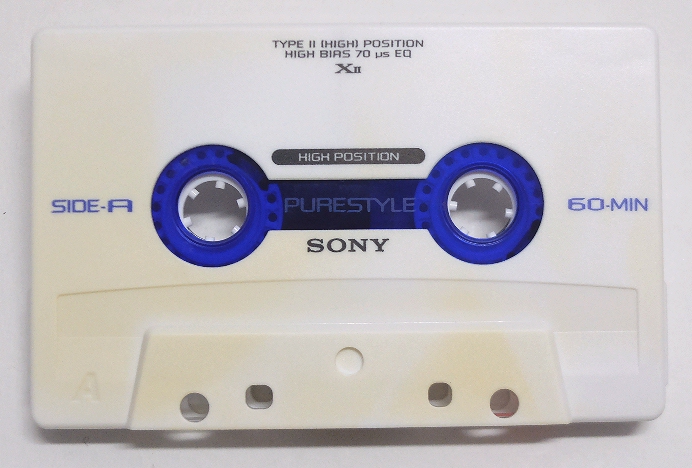 TYPE II (HIGH) POSITION
HIGH BIAS 70 µs EQ
XII
HIGH POSITION
SIDE-A
PURESTYLE
60-MIN
SONY
A